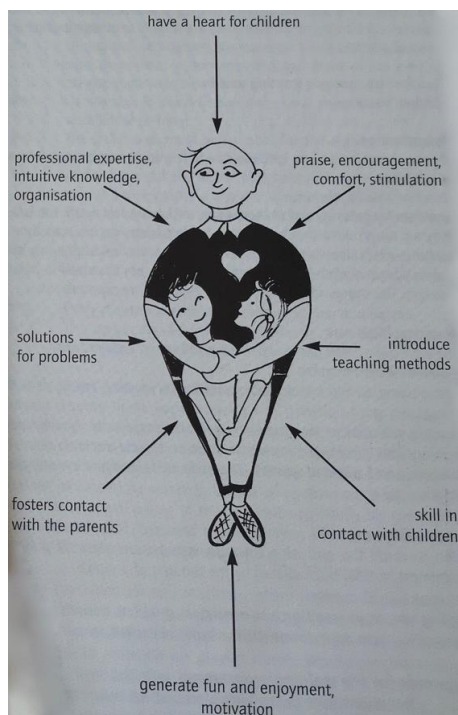 have a heart for children
professional expertise,
intuitive knowledge,
organisation
praise, encouragement,
comfort, stimulation
solutions
for problems
introduce
teaching methods
fosters contact
with the parents
skill in
contact with children
generate fun and enjoyment,
motivation